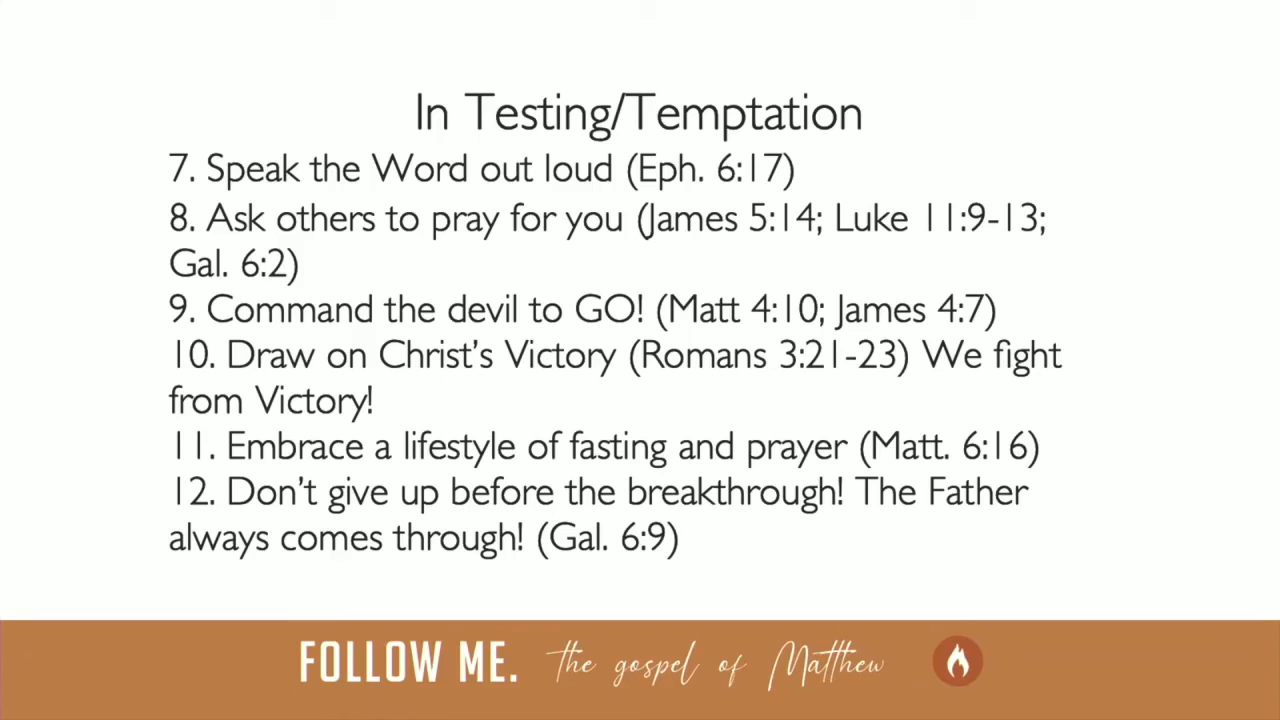 In Testing/Temptation
7. Speak the Word out loud (Eph. 6:17)
8. Ask others to pray for you (James 5:14; Luke 11:9-13;
Gal. 6:2)
9. Command the devil to GO! (Matt 4:10; James 4:7)
10. Draw on Christ’s Victory (Romans 3:21-23) We fight
from Victory!
11. Embrace a lifestyle of fasting and prayer (Matt. 6:16)
12. Don’t give up before the breakthrough! The Father
always comes through! (Gal. 6:9)
FOLLOW ME. the gospel of Matthew